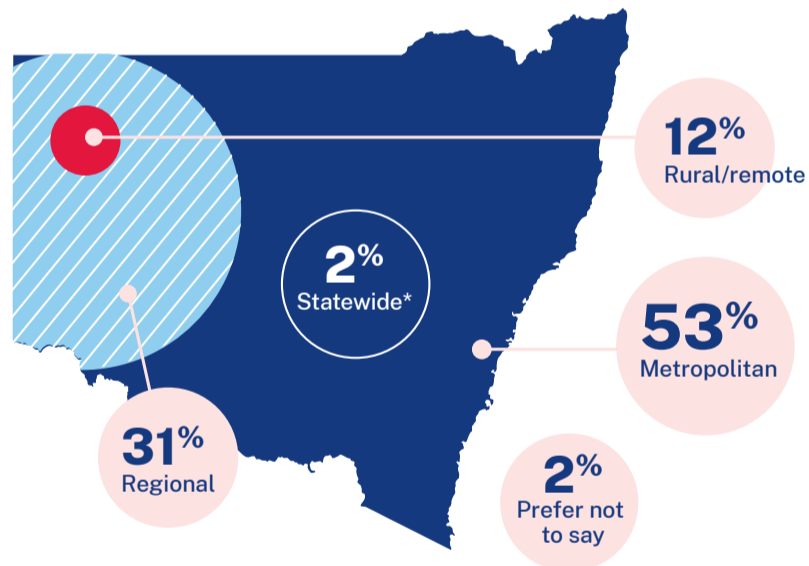 12%
Rural/remote
2%
Statewide*
53%
Metropolitan
31%
Regional
2%
Prefer not
to say